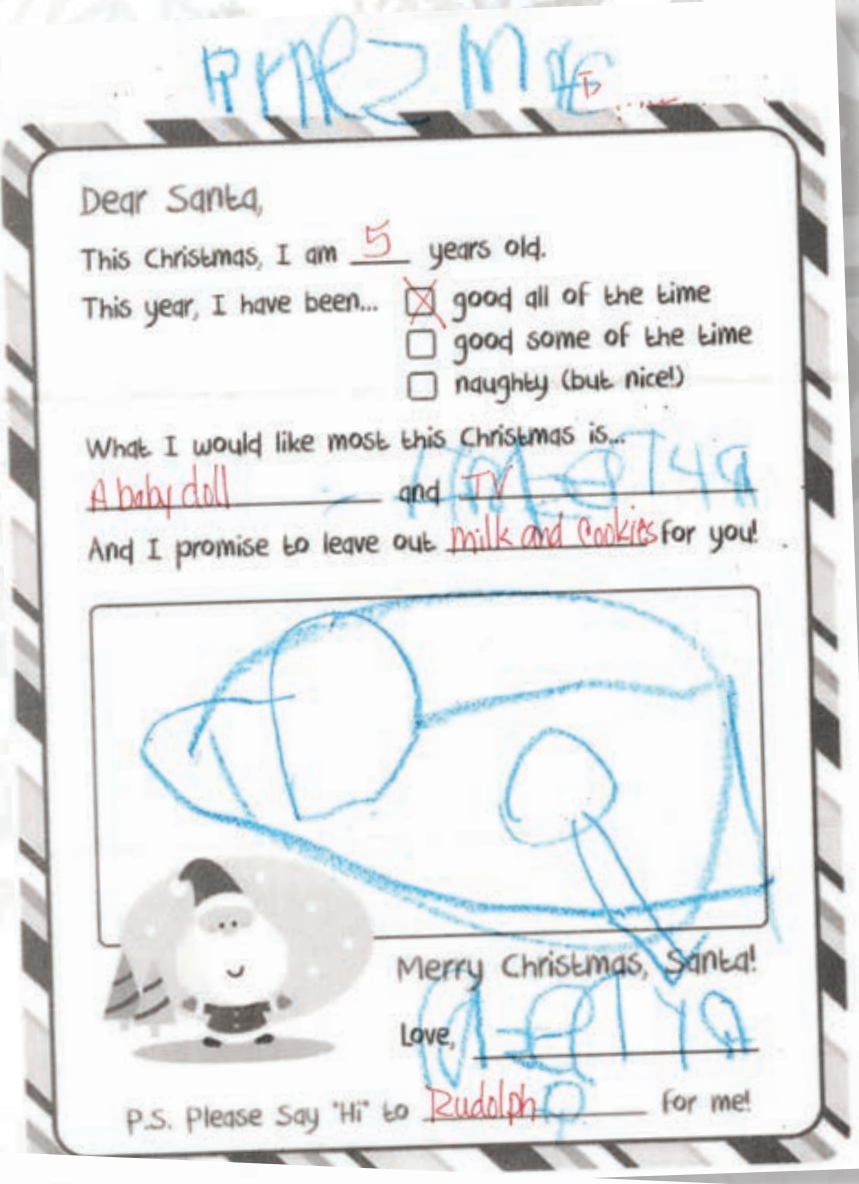 Dear Santa,
This Christmas, I am 5 years old.
This year, I have been... good all of the time
good some of the time
naughty (but nice!)
What I would like most this Christmas is...
A baby doll and TV
And I promise to leave out Milk and Cookies for you!
Merry Christmas, Santa!
Love,
P.S. Please Say "Hi" to Rudolph for me!